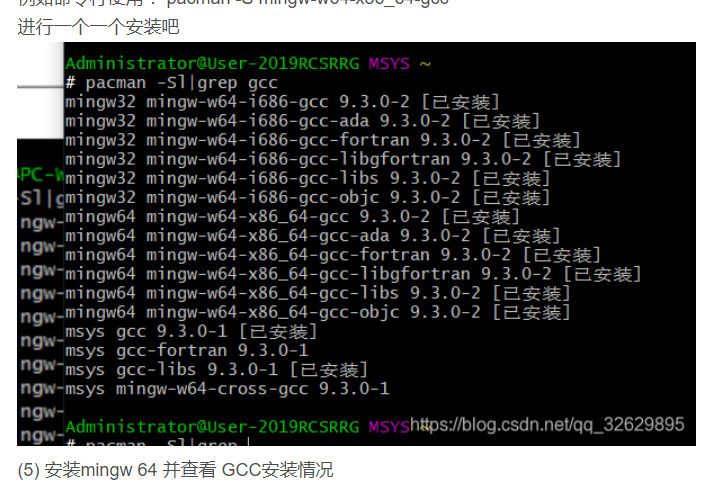 例如命令行使用： pacman -S mingw-w64-x86_64-gcc
进行一个一个安装吧
Administrator@User-2019RCSRRG MSYS ~
# pacman -Sl|grep gcc
mingw32 mingw-w64-i686-gcc 9.3.0-2 [已安装]
mingw32 mingw-w64-i686-gcc-ada 9.3.0-2 [已安装]
mingw32 mingw-w64-i686-gcc-fortran 9.3.0-2 [已安装]
mingw32 mingw-w64-i686-gcc-libgfortran 9.3.0-2 [已安装]
mingw32 mingw-w64-i686-gcc-libs 9.3.0-2 [已安装]
mingw32 mingw-w64-i686-gcc-objc 9.3.0-2 [已安装]
mingw64 mingw-w64-x86_64-gcc 9.3.0-2 [已安装]
mingw64 mingw-w64-x86_64-gcc-ada 9.3.0-2 [已安装]
mingw64 mingw-w64-x86_64-gcc-fortran 9.3.0-2 [已安装]
mingw64 mingw-w64-x86_64-gcc-libgfortran 9.3.0-2 [已安装]
mingw64 mingw-w64-x86_64-gcc-libs 9.3.0-2 [已安装]
mingw64 mingw-w64-x86_64-gcc-objc 9.3.0-2 [已安装]
msys gcc 9.3.0-1 [已安装]
msys gcc-fortran 9.3.0-1
msys gcc-libs 9.3.0-1 [已安装]
msys mingw-w64-cross-gcc 9.3.0-1
Administrator@User-2019RCSRRG MSYS ~
https://blog.csdn.net/qq_32629895
# pacman -Sl|grep
-PC-W
-Sl|g
ngw-
ngw-
ngw-
ngw-
ngw-
ngw-
ngw-
ngw-
ngw-
ngw-
(5) 安装mingw 64 并查看 GCC安装情况